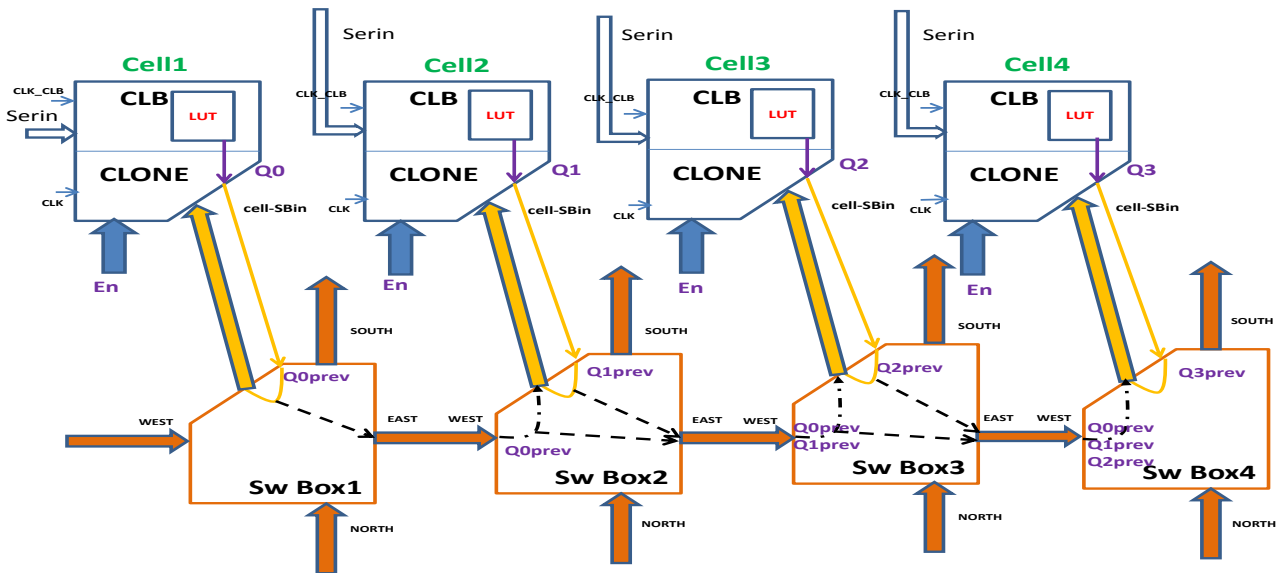 Serin
Serin
Serin
Cell1
Cell2
Cell3
Cell4
CLK_CLB
CLB
LUT
Serin
CLK_CLB
CLB
LUT
CLK_CLB
CLB
LUT
CLK_CLB
CLB
LUT
CLONE
Q0
CLONE
Q1
CLONE
Q2
CLONE
Q3
CLK
cell-SBin
CLK
cell-SBin
CLK
cell-SBin
CLK
cell-SBin
En
En
En
En
SOUTH
SOUTH
SOUTH
SOUTH
Q0prev
Q1prev
Q2prev
Q3prev
WEST
EAST
WEST
EAST
WEST
EAST
WEST
Q0prev
Q0prev
Q1prev
Q0prev
Q1prev
Q2prev
Sw Box1
Sw Box2
Sw Box3
Sw Box4
NORTH
NORTH
NORTH
NORTH